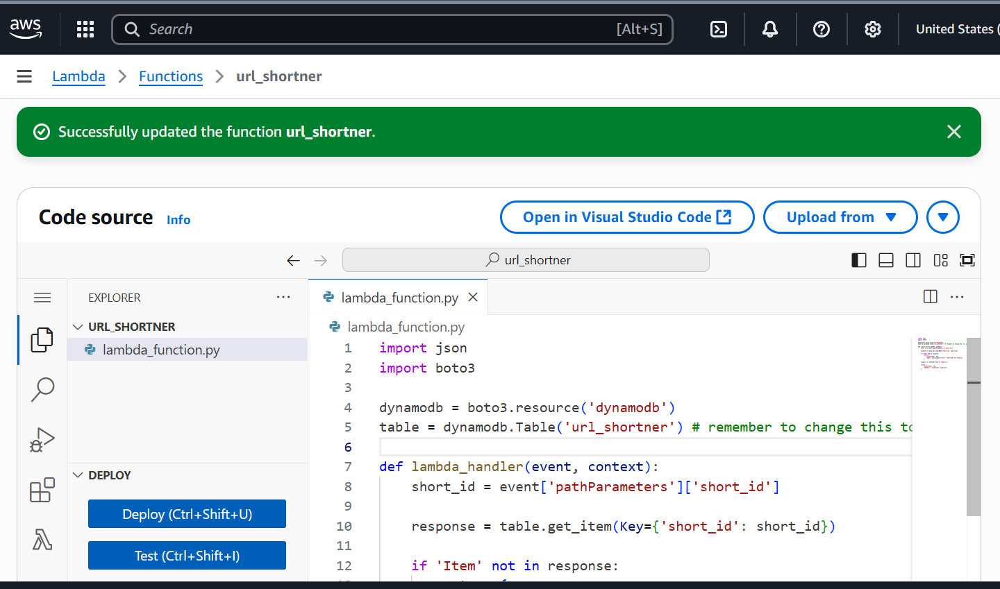 aws
Search [Alt+S]
United States (
Lambda > Functions > url_shortner
Successfully updated the function url_shortner.
Code source Info
Open in Visual Studio Code
Upload from
url_shortner
EXPLORER
URL_SHORTNER
lambda_function.py
DEPLOY
Deploy (Ctrl+Shift+U)
Test (Ctrl+Shift+I)
lambda_function.py
lambda_function.py
1 import json
2 import boto3
3
4 dynamodb = boto3.resource('dynamodb')
5 table = dynamodb.Table('url_shortner') # remember to change this to
6
7 def lambda_handler(event, context):
8 short_id = event['pathParameters']['short_id']
9
10 response = table.get_item(Key={'short_id': short_id})
11
12 if 'Item' not in response: